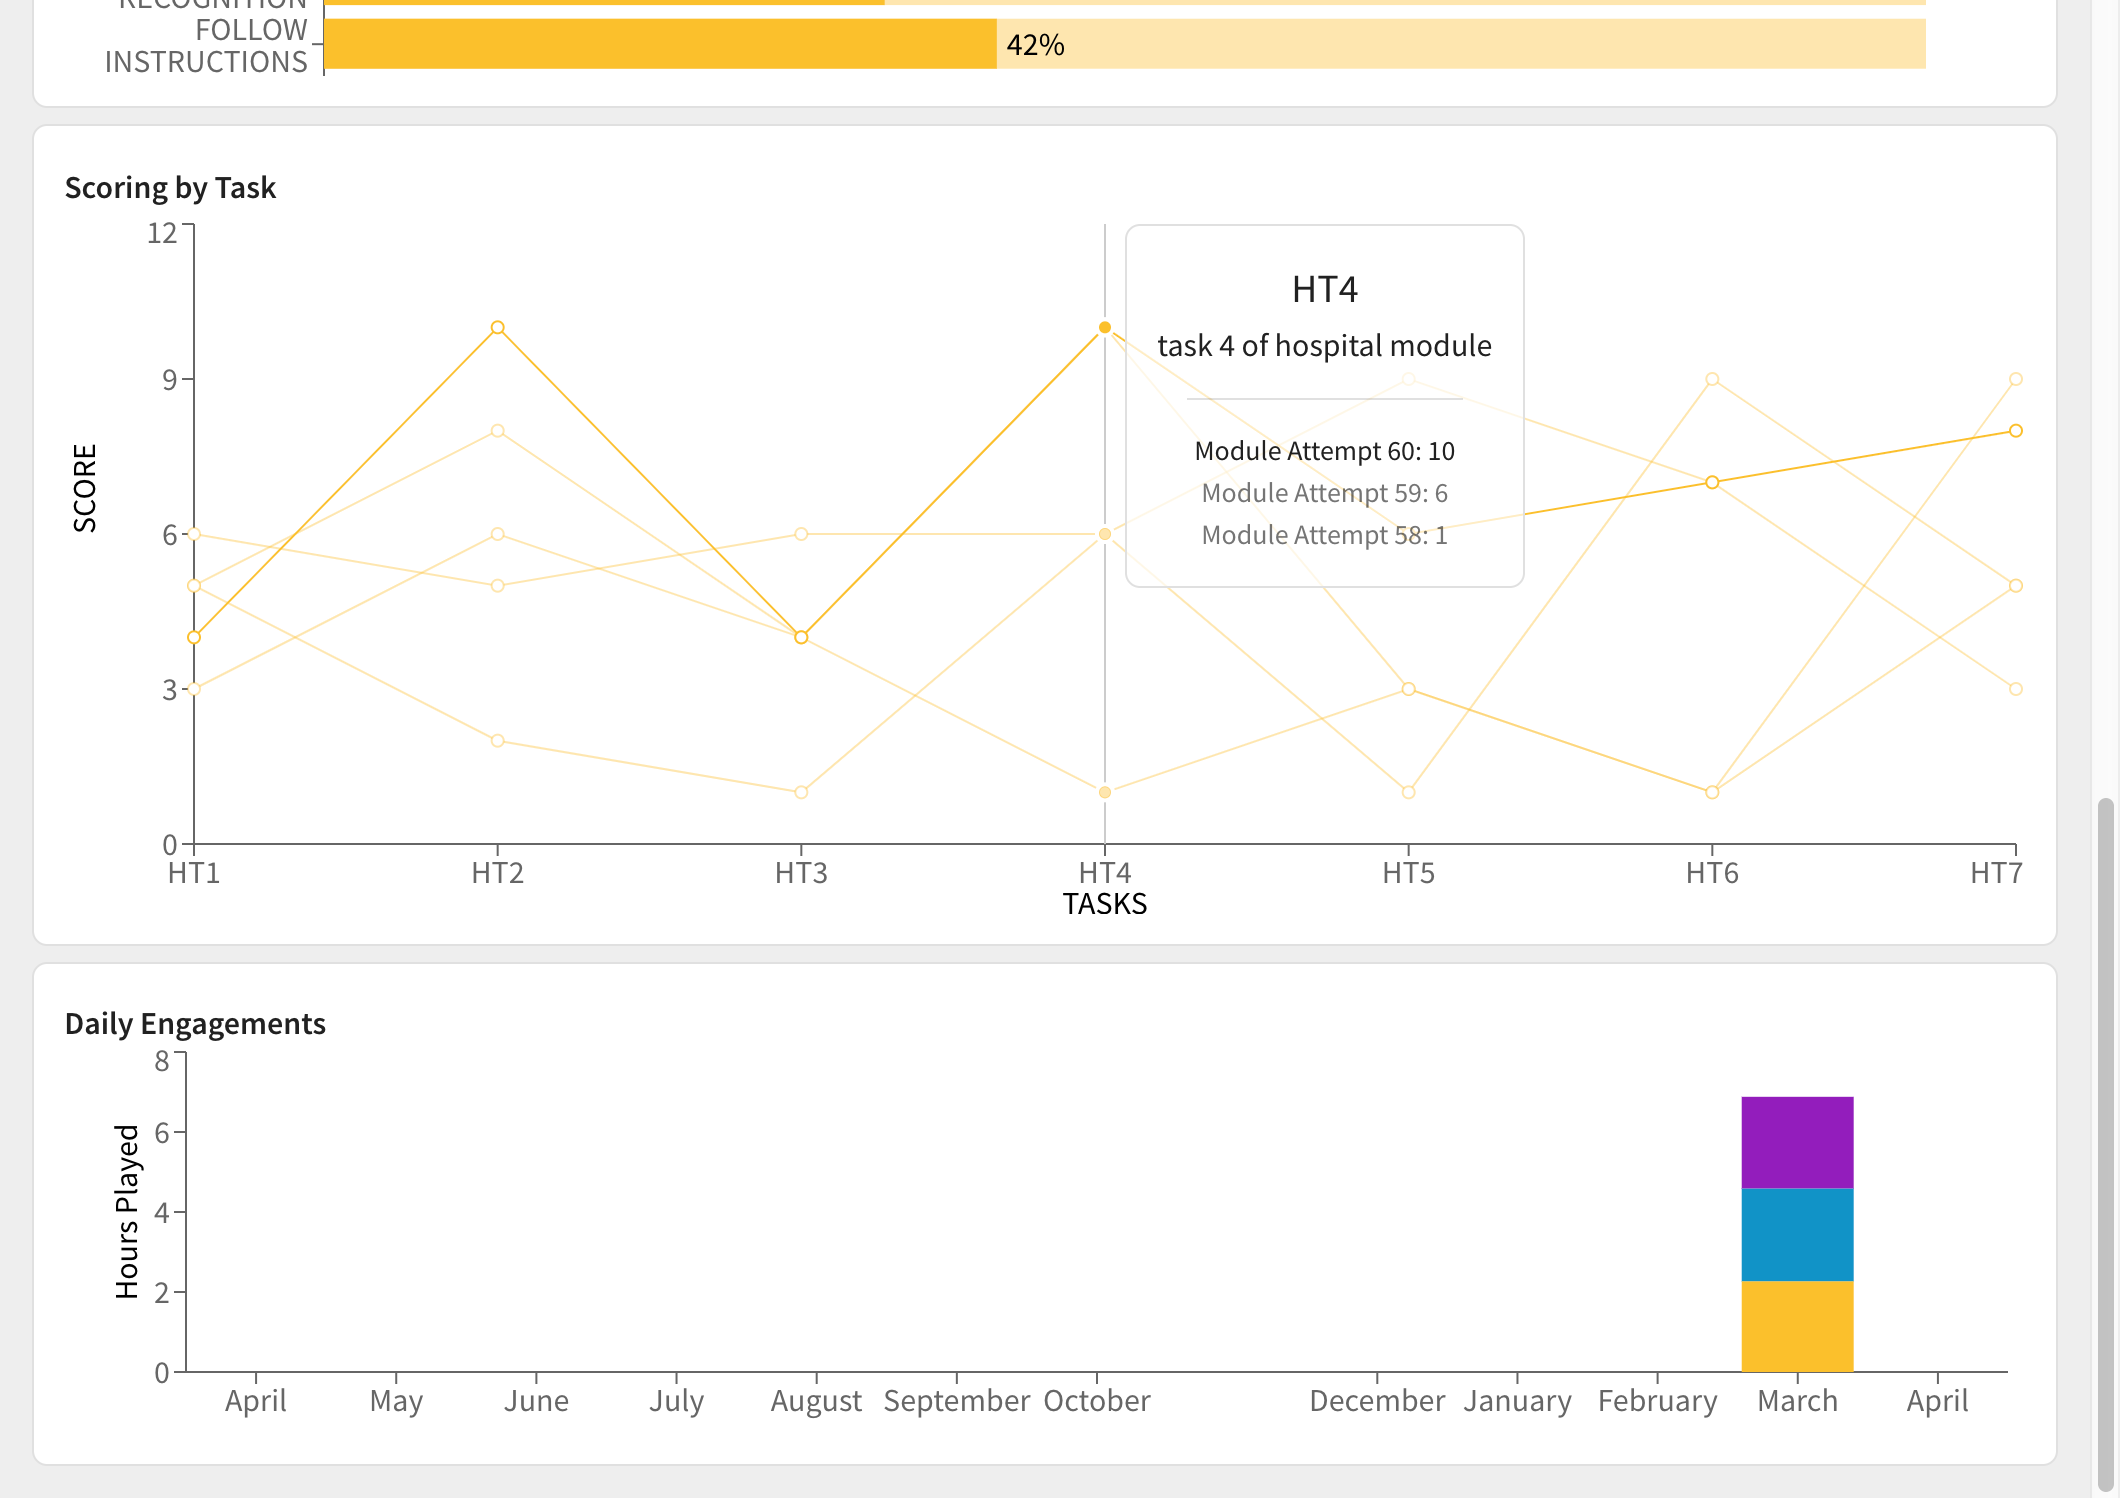 RECOGNITION
FOLLOW
INSTRUCTIONS
42%
Scoring by Task
12
9
6
3
0
SCORE
HT4
task 4 of hospital module
Module Attempt 60: 10
Module Attempt 59: 6
Module Attempt 58: 1
HT1 HT2 HT3 HT4 HT5 HT6 HT7
TASKS
Daily Engagements
8
6
4
2
0
Hours Played
April May June July August September October December January February March April